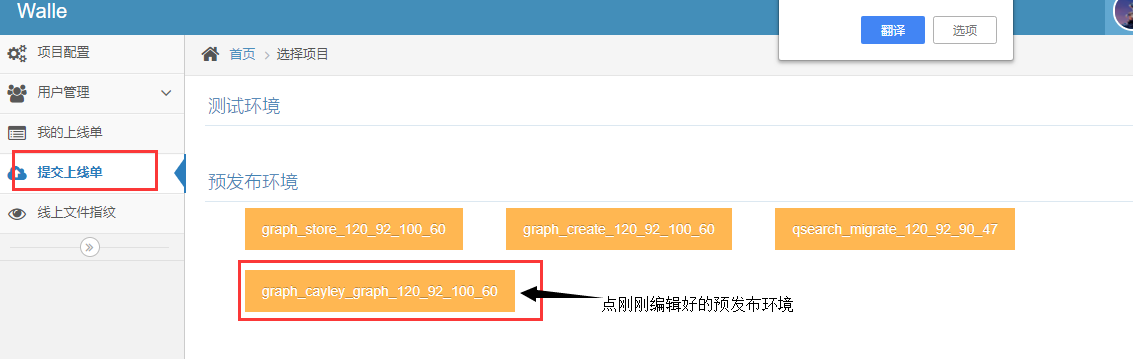 Walle
翻译
选项
项目配置
首页
选择项目
用户管理
测试环境
我的上线单
提交上线单
预发布环境
线上文件指纹
graph_store_120_92_100_60
graph_create_120_92_100_60
qsearch_migrate_120_92_90_47
graph_cayley_graph_120_92_100_60
点刚刚编辑好的预发布环境